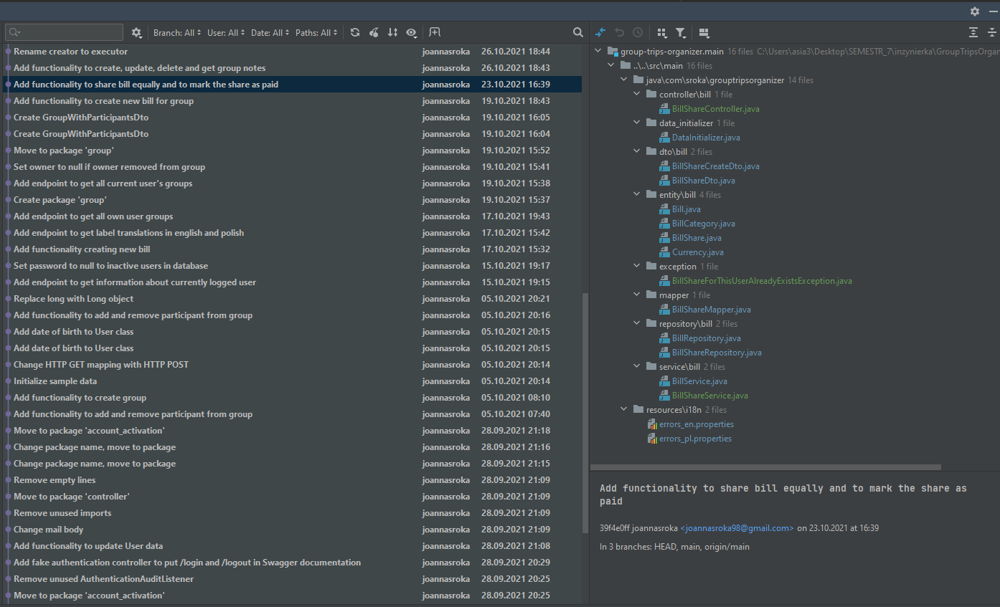 Branch: All User: All Date: All Paths: All
Rename creator to executor joannasroka 26.10.2021 18:44
Add functionality to create, update, delete and get group notes joannasroka 26.10.2021 18:43
Add functionality to share bill equally and to mark the share as paid joannasroka 23.10.2021 16:39
Add functionality to create new bill for group joannasroka 19.10.2021 18:43
Create GroupWithParticipantsDto joannasroka 19.10.2021 16:05
Create GroupWithParticipantsDto joannasroka 19.10.2021 16:04
Move to package 'group' joannasroka 19.10.2021 15:52
Set owner to null if owner removed from group joannasroka 19.10.2021 15:41
Add endpoint to get all current user's groups joannasroka 19.10.2021 15:38
Create package 'group' joannasroka 19.10.2021 15:37
Add endpoint to get all own user groups joannasroka 17.10.2021 19:43
Add endpoint to get label translations in english and polish joannasroka 17.10.2021 15:42
Add functionality creating new bill joannasroka 17.10.2021 15:32
Set password to null to inactive users in database joannasroka 15.10.2021 19:17
Add endpoint to get information about currently logged user joannasroka 15.10.2021 19:15
Replace long with Long object joannasroka 05.10.2021 20:21
Add functionality to add and remove participant from group joannasroka 05.10.2021 20:16
Add date of birth to User class joannasroka 05.10.2021 20:15
Add date of birth to User class joannasroka 05.10.2021 20:15
Change HTTP GET mapping with HTTP POST joannasroka 05.10.2021 20:14
Initialize sample data joannasroka 05.10.2021 20:14
Add functionality to create group joannasroka 05.10.2021 08:10
Add functionality to add and remove participant from group joannasroka 05.10.2021 07:40
Move to package 'account_activation' joannasroka 28.09.2021 21:18
Change package name, move to package joannasroka 28.09.2021 21:16
Change package name, move to package joannasroka 28.09.2021 21:15
Remove empty lines joannasroka 28.09.2021 21:09
Move to package 'controller' joannasroka 28.09.2021 21:09
Remove unused imports joannasroka 28.09.2021 21:09
Change mail body joannasroka 28.09.2021 21:09
Add functionality to update User data joannasroka 28.09.2021 21:08
Add fake authentication controller to put /login and /logout in Swagger documentation joannasroka 28.09.2021 20:29
Remove unused AuthenticationAuditListener joannasroka 28.09.2021 20:25
Move to package 'account_activation' joannasroka 28.09.2021 20:25
group-trips-organizer.main 16 files C:\Users\asia3\Desktop\SEMESTR_7\inzynierka\GroupTripsOrgan
..\..\src\main 16 files
java\com\sroka\grouptripsorganizer 14 files
controller\bill 1 file
BillShareController.java
data_initializer 1 file
DataInitializer.java
dto\bill 2 files
BillShareCreateDto.java
BillShareDto.java
entity\bill 4 files
Bill.java
BillCategory.java
BillShare.java
Currency.java
exception 1 file
BillShareForThisUserAlreadyExistsException.java
mapper 1 file
BillShareMapper.java
repository\bill 2 files
BillRepository.java
BillShareRepository.java
service\bill 2 files
BillService.java
BillShareService.java
resources\i18n 2 files
errors_en.properties
errors_pl.properties
Add functionality to share bill equally and to mark the share as
paid
39f4e0ff joannasroka <joannasroka98@gmail.com> on 23.10.2021 at 16:39
In 3 branches: HEAD, main, origin/main